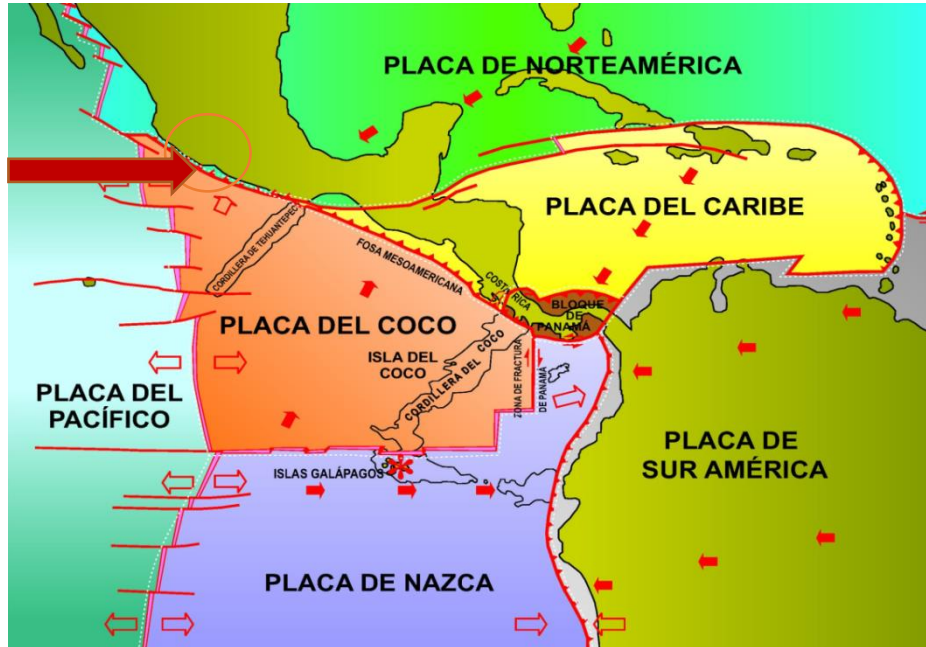 PLACA DE NORTEAMÉRICA
PLACA DEL CARIBE
CORDILLERA DE TEHUANTEPEC
FOSA MESOAMERICANA
COSTA RICA
BLOQUE
DE
PANAMÁ
PLACA DEL COCO
ISLA DEL
COCO
CORDILLERA DEL COCO
ZONA DE FRACTURA
DE PANAMÁ
PLACA DEL
PACÍFICO
PLACA DE
SUR AMÉRICA
ISLAS GALÁPAGOS
PLACA DE NAZCA